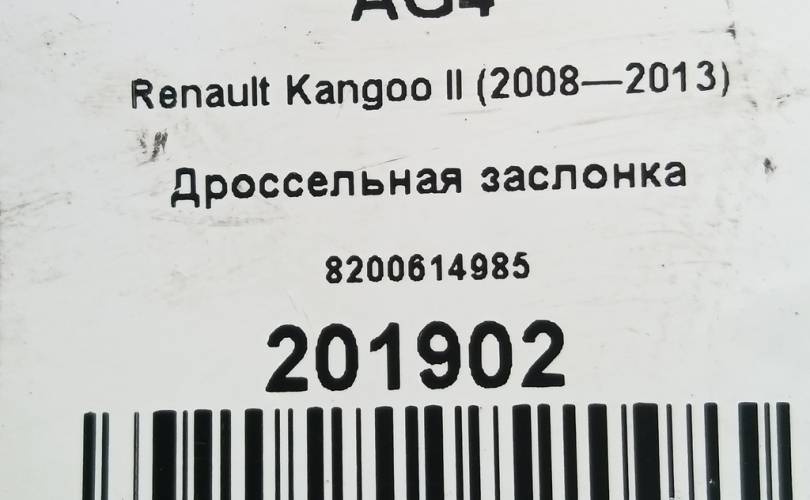 Renault Kangoo II (2008—2013)
Дроссельная заслонка
8200614985
201902